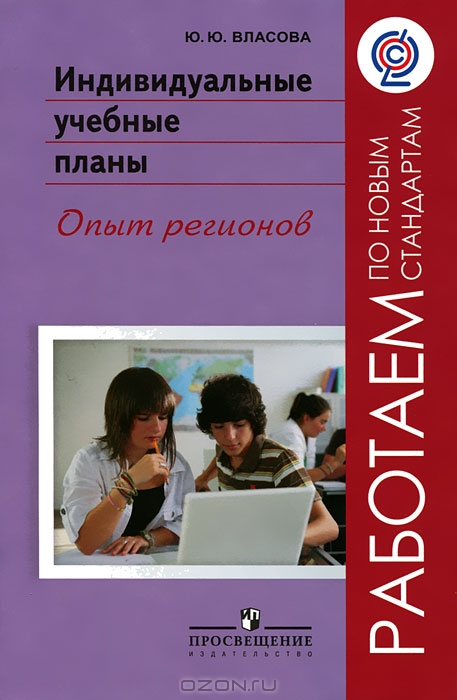 Ю. Ю. ВЛАСОВА
Индивидуальные
учебные
планы
Опыт регионов
РАБОТАЕМ
ПО НОВЫМ
СТАНДАРТАМ
ПРОСВЕЩЕНИЕ
ИЗДАТЕЛЬСТВО
OZON.ru